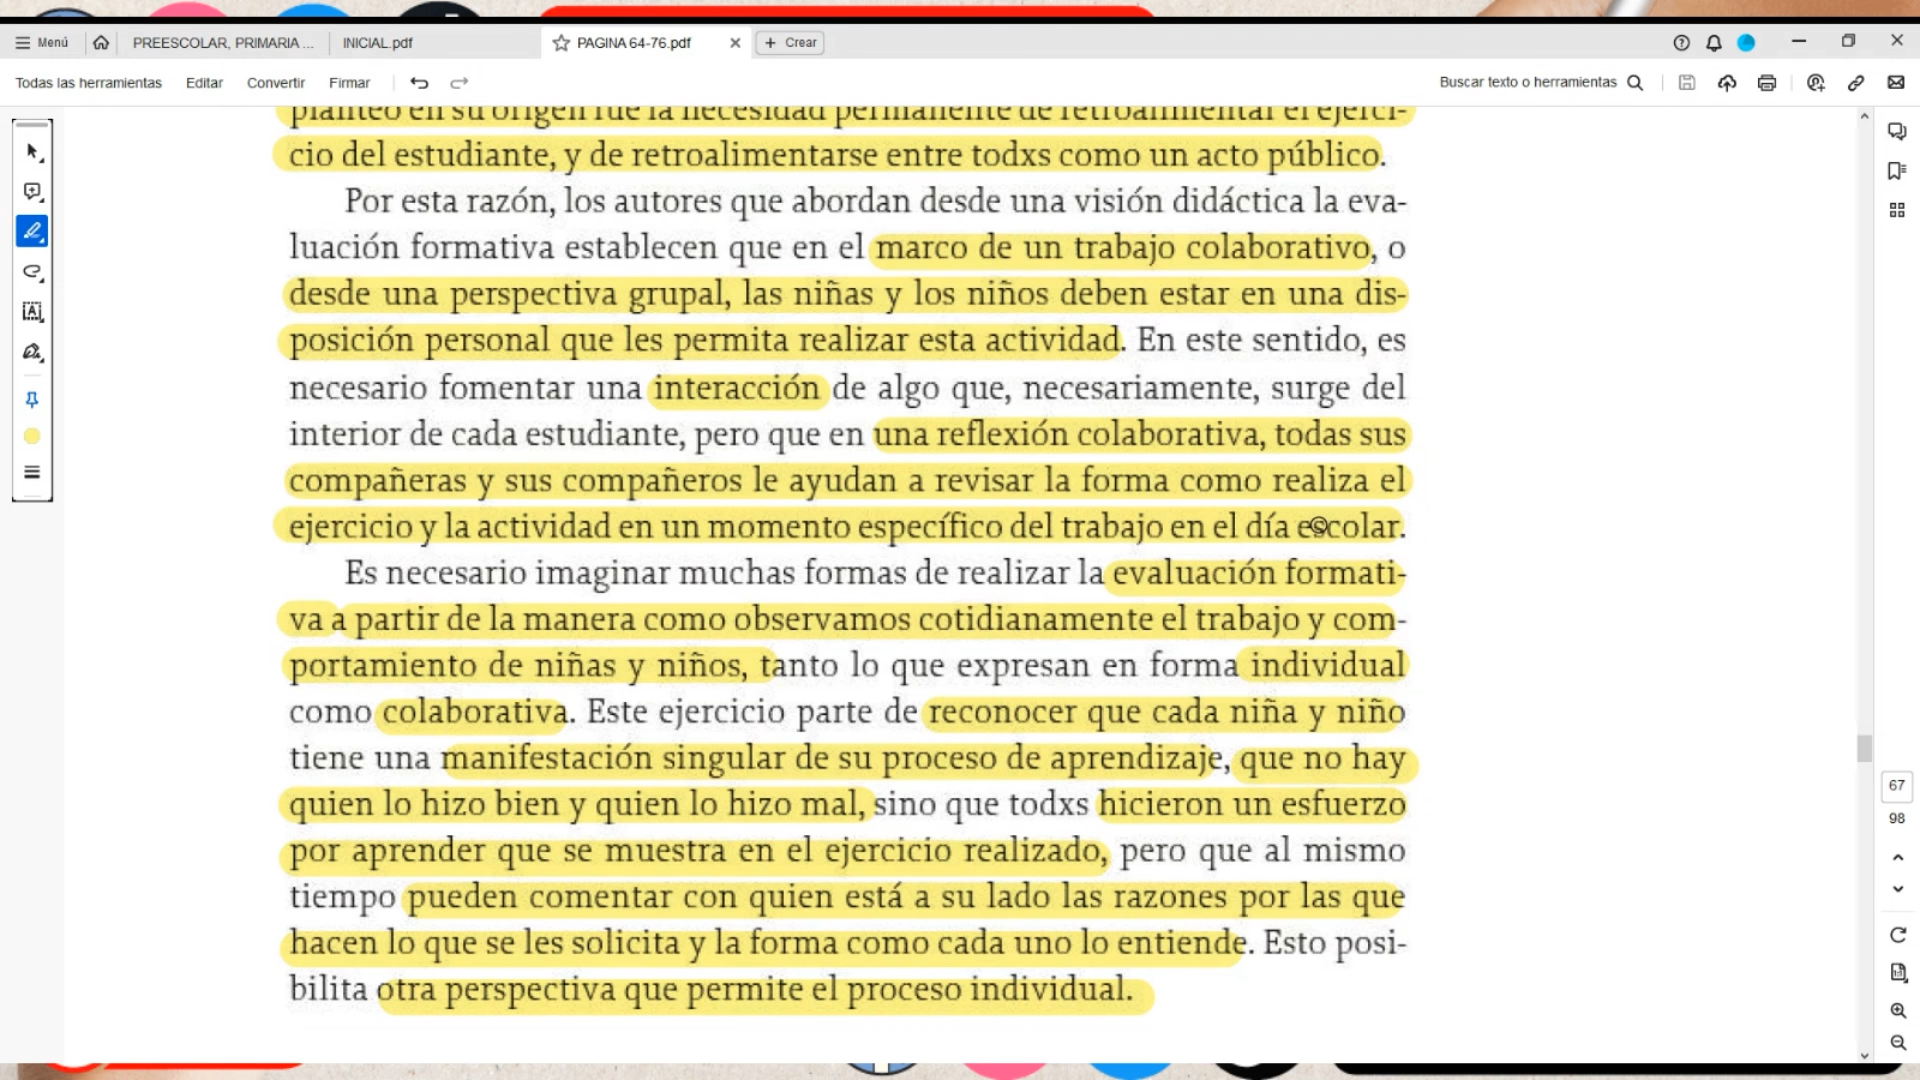 Menú
PREESCOLAR, PRIMARIA ...
INICIAL.pdf
PAGINA 64-76.pdf
Crear
Todas las herramientas
Editar
Convertir
Firmar
Buscar texto o herramientas
planteó en su origen fue la necesidad permanente de retroalimentar el ejerci-
cio del estudiante, y de retroalimentarse entre todxs como un acto público.
Por esta razón, los autores que abordan desde una visión didáctica la eva-
luación formativa establecen que en el marco de un trabajo colaborativo, o
desde una perspectiva grupal, las niñas y los niños deben estar en una dis-
posición personal que les permita realizar esta actividad. En este sentido, es
necesario fomentar una interacción de algo que, necesariamente, surge del
interior de cada estudiante, pero que en una reflexión colaborativa, todas sus
compañeras y sus compañeros le ayudan a revisar la forma como realiza el
ejercicio y la actividad en un momento específico del trabajo en el día escolar.
Es necesario imaginar muchas formas de realizar la evaluación formati-
va a partir de la manera como observamos cotidianamente el trabajo y com-
portamiento de niñas y niños, tanto lo que expresan en forma individual
como colaborativa. Este ejercicio parte de reconocer que cada niña y niño
tiene una manifestación singular de su proceso de aprendizaje, que no hay
quien lo hizo bien y quien lo hizo mal, sino que todxs hicieron un esfuerzo
por aprender que se muestra en el ejercicio realizado, pero que al mismo
tiempo pueden comentar con quien está a su lado las razones por las que
hacen lo que se les solicita y la forma como cada uno lo entiende. Esto posi-
bilita otra perspectiva que permite el proceso individual.
67
98